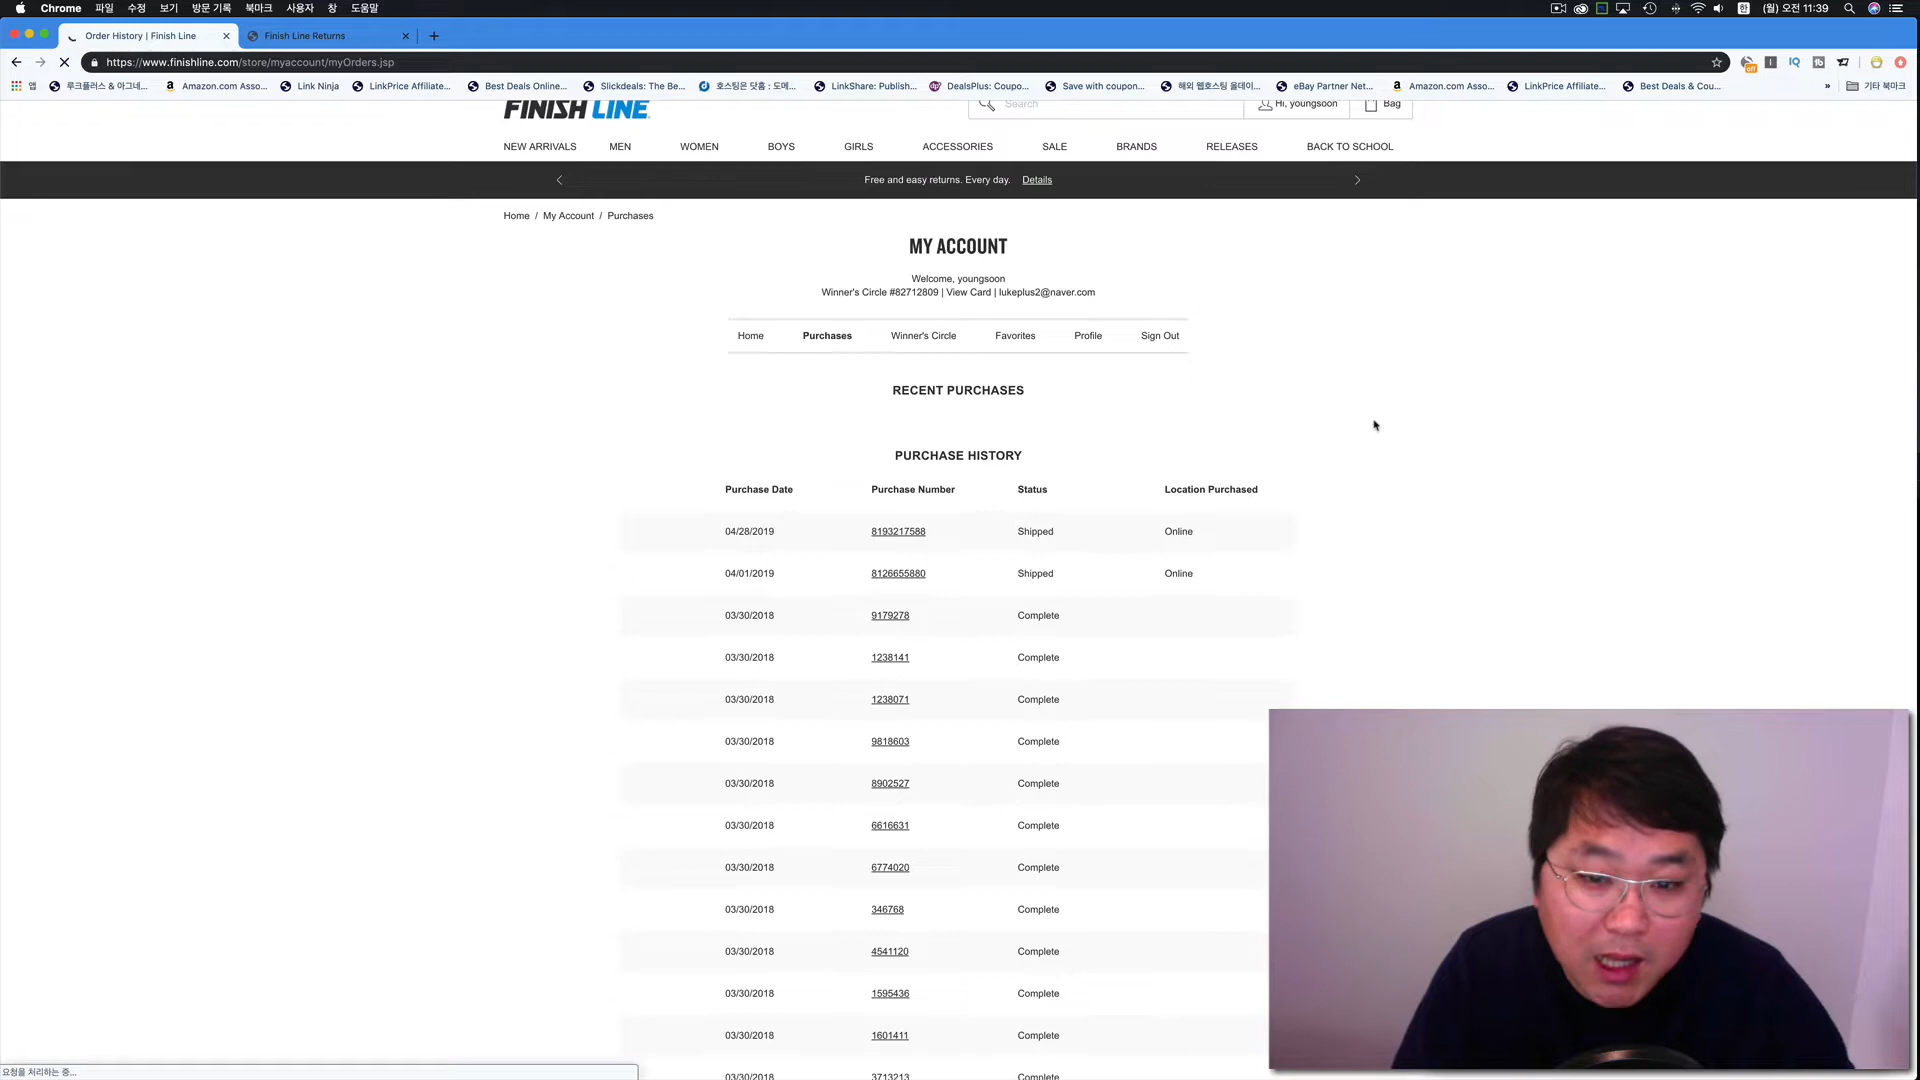 Chrome 파일 수정 보기 방문 기록 북마크 사용자 창 도움말 한 (월) 오전 11:39
Order History | Finish Line Finish Line Returns
https://www.finishline.com/store/myaccount/myOrders.jsp
앱 루크플러스 & 아그네... Amazon.com Asso... Link Ninja LinkPrice Affiliate... Best Deals Online... Slickdeals: The Be... 호스팅은 닷홈 : 도메... LinkShare: Publish... DealsPlus: Coupo... Save with coupon... 해외 웹호스팅 올데이... eBay Partner Net... Amazon.com Asso... LinkPrice Affiliate... Best Deals & Cou... » 기타 북마크
FINISH LINE Search Hi, youngsoon Bag
NEW ARRIVALS MEN WOMEN BOYS GIRLS ACCESSORIES SALE BRANDS RELEASES BACK TO SCHOOL
Free and easy returns. Every day. Details
Home / My Account / Purchases
MY ACCOUNT
Welcome, youngsoon
Winner's Circle #82712809 | View Card | lukeplus2@naver.com
Home Purchases Winner's Circle Favorites Profile Sign Out
RECENT PURCHASES
PURCHASE HISTORY
Purchase Date Purchase Number Status Location Purchased
04/28/2019 8193217588 Shipped Online
04/01/2019 8126655880 Shipped Online
03/30/2018 9179278 Complete
03/30/2018 1238141 Complete
03/30/2018 1238071 Complete
03/30/2018 9818603 Complete
03/30/2018 8902527 Complete
03/30/2018 6616631 Complete
03/30/2018 6774020 Complete
03/30/2018 346768 Complete
03/30/2018 4541120 Complete
03/30/2018 1595436 Complete
03/30/2018 1601411 Complete
03/30/2018 3713213 Complete
요청을 처리하는 중...